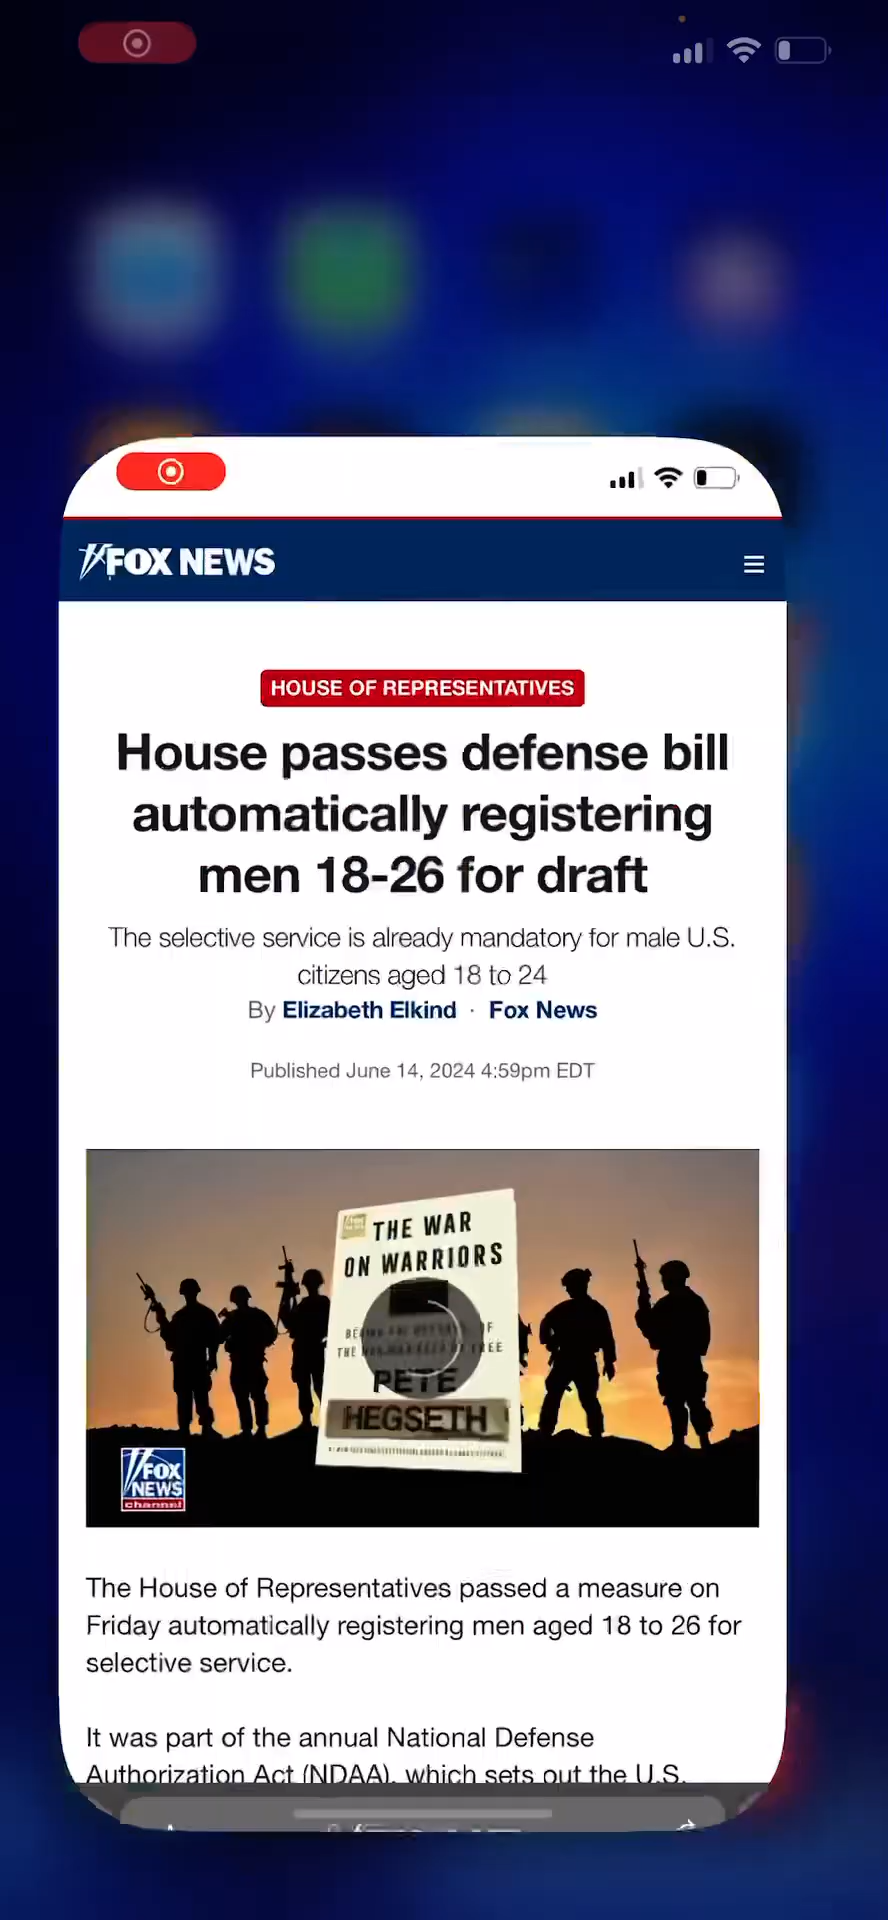 FOX NEWS
HOUSE OF REPRESENTATIVES
House passes defense bill
automatically registering
men 18-26 for draft
The selective service is already mandatory for male U.S.
citizens aged 18 to 24
By Elizabeth Elkind · Fox News
Published June 14, 2024 4:59pm EDT
THE WAR
ON WARRIORS
PETE
HEGSETH
FOX
NEWS
channel
The House of Representatives passed a measure on
Friday automatically registering men aged 18 to 26 for
selective service.
It was part of the annual National Defense
Authorization Act (NDAA), which sets out the U.S.